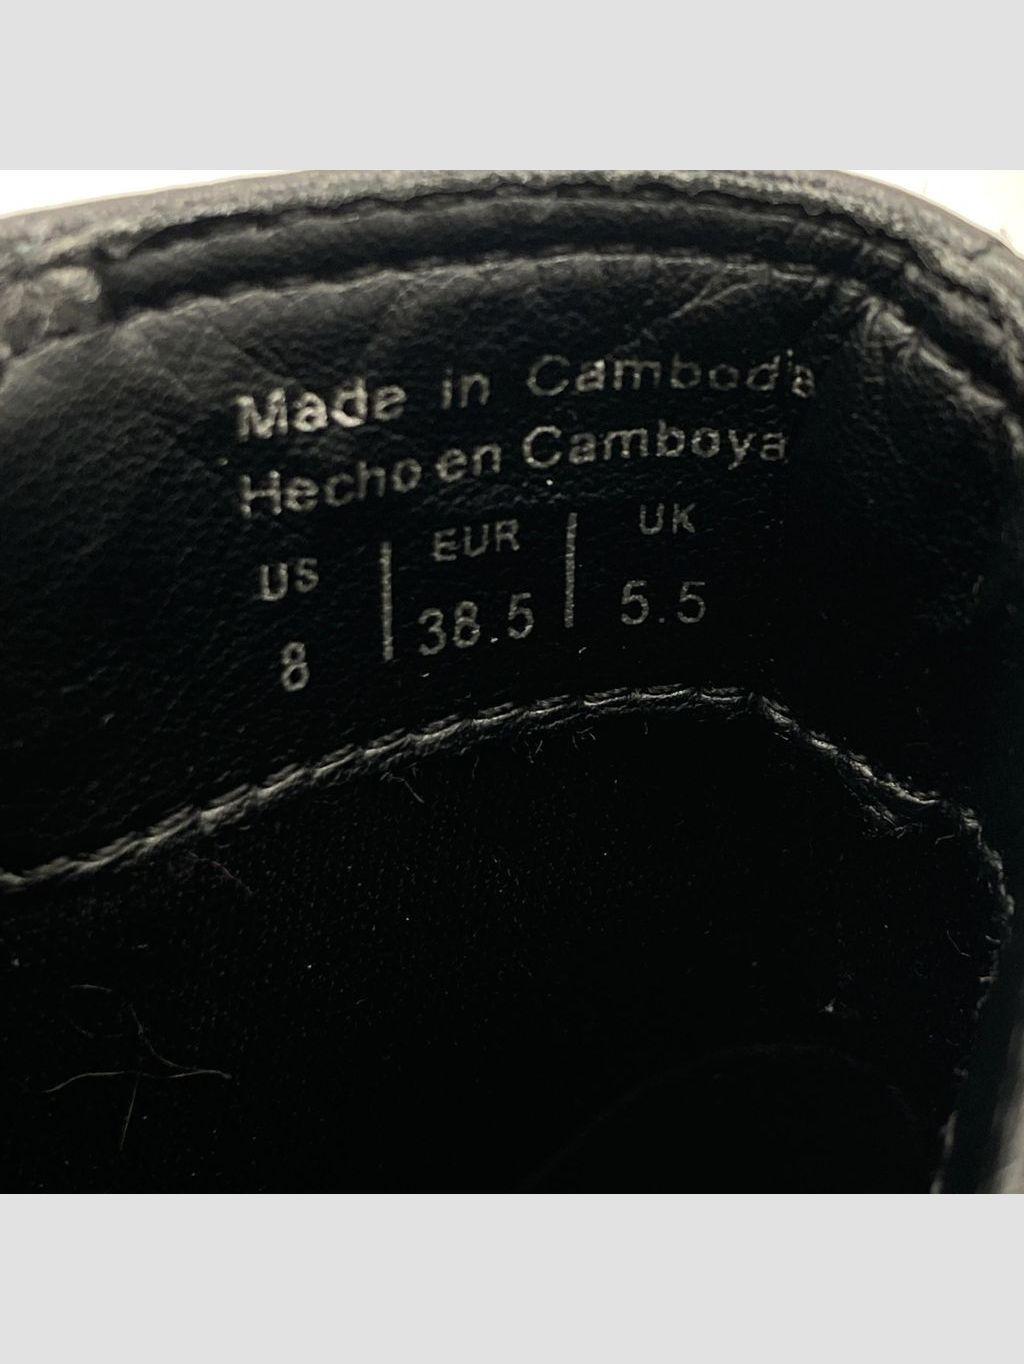 Made in Cambodia
Hecho en Camboya
US | EUR | UK
8 | 38.5 | 5.5